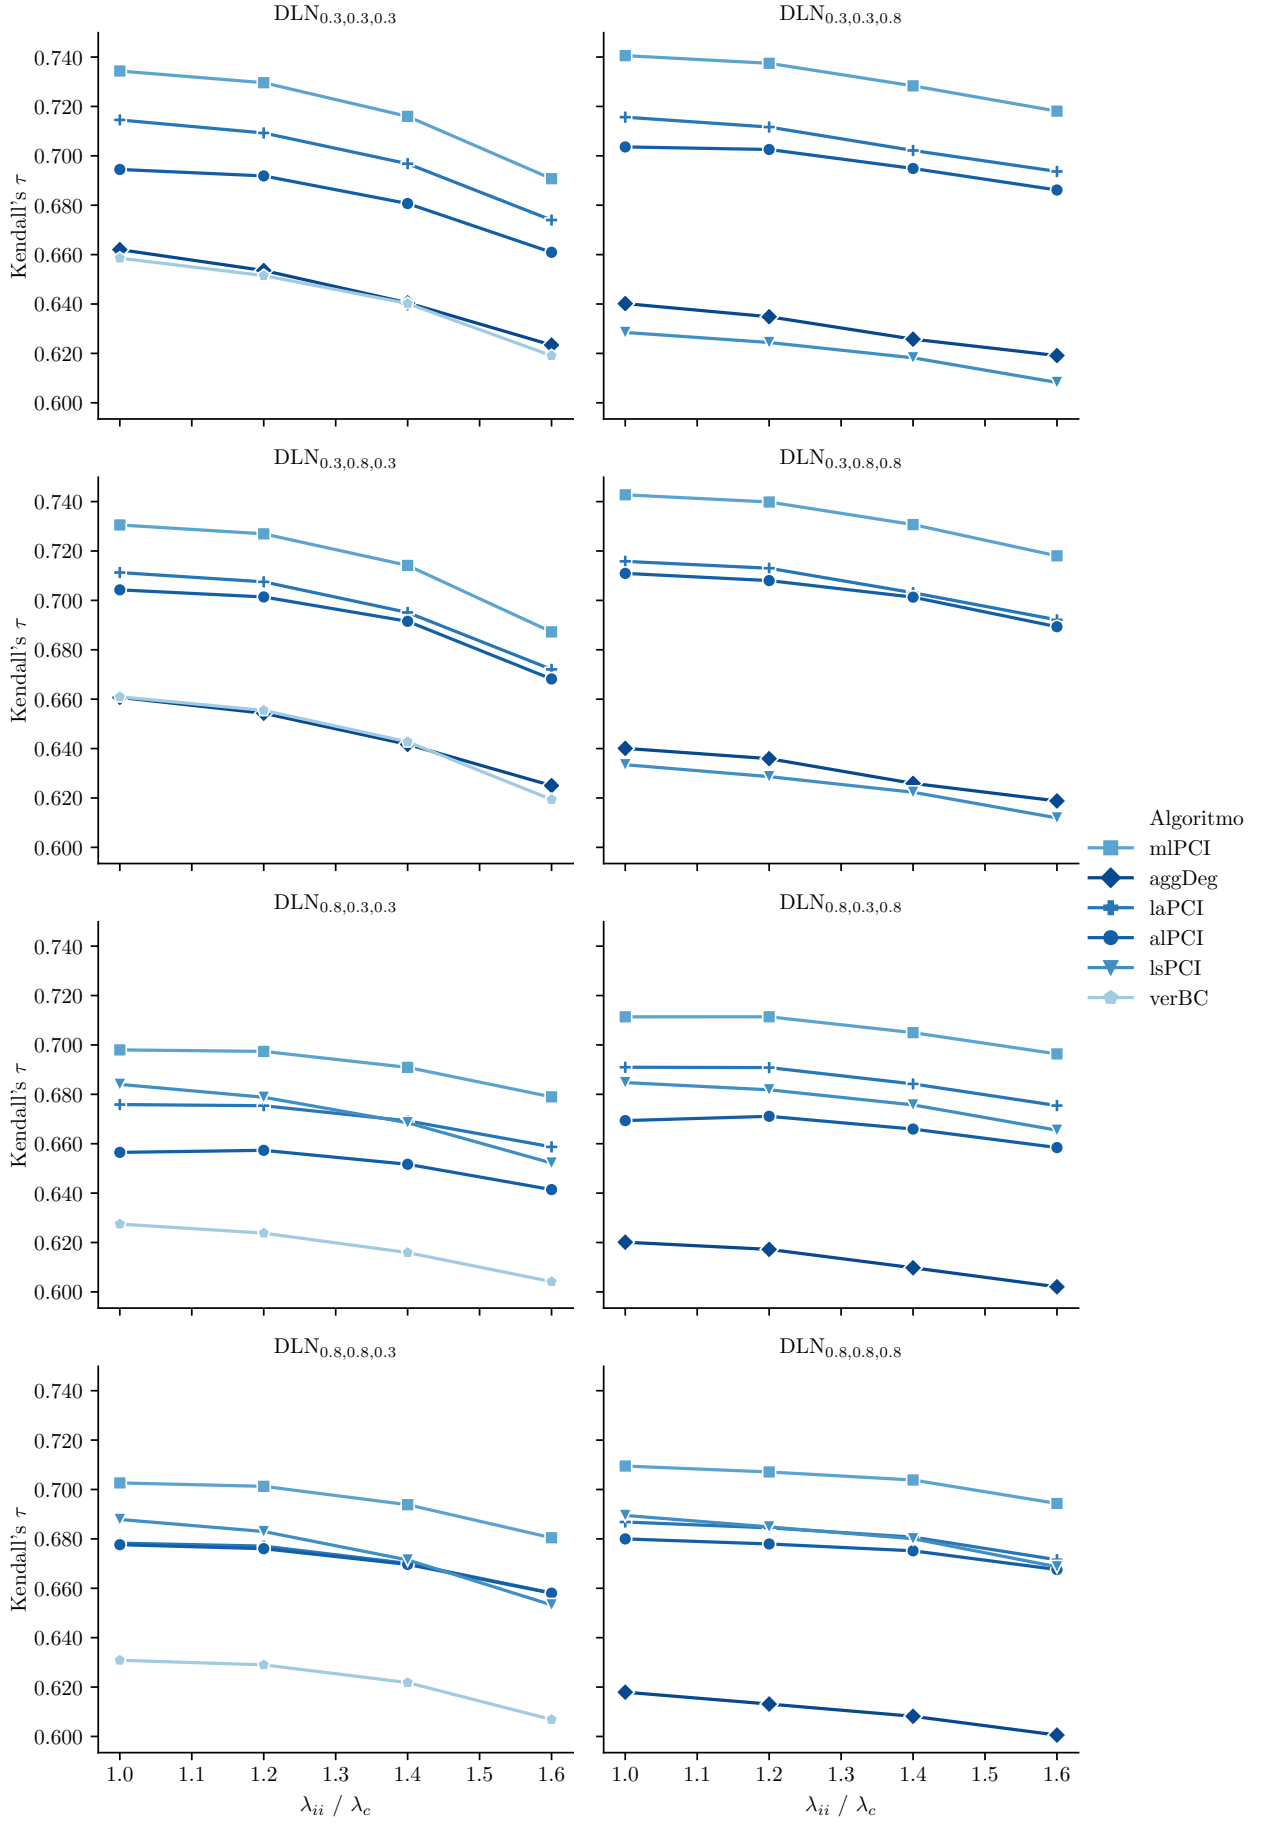 DLN0.3,0.3,0.3
DLN0.3,0.3,0.8
Kendall's τ
0.740
0.720
0.700
0.680
0.660
0.640
0.620
0.600
DLN0.3,0.8,0.3
DLN0.3,0.8,0.8
Kendall's τ
0.740
0.720
0.700
0.680
0.660
0.640
0.620
0.600
Algoritmo
mlPCI
aggDeg
laPCI
alPCI
lsPCI
verBC
DLN0.8,0.3,0.3
DLN0.8,0.3,0.8
Kendall's τ
0.740
0.720
0.700
0.680
0.660
0.640
0.620
0.600
DLN0.8,0.8,0.3
DLN0.8,0.8,0.8
Kendall's τ
0.740
0.720
0.700
0.680
0.660
0.640
0.620
0.600
1.0 1.1 1.2 1.3 1.4 1.5 1.6
λii / λc
1.0 1.1 1.2 1.3 1.4 1.5 1.6
λii / λc